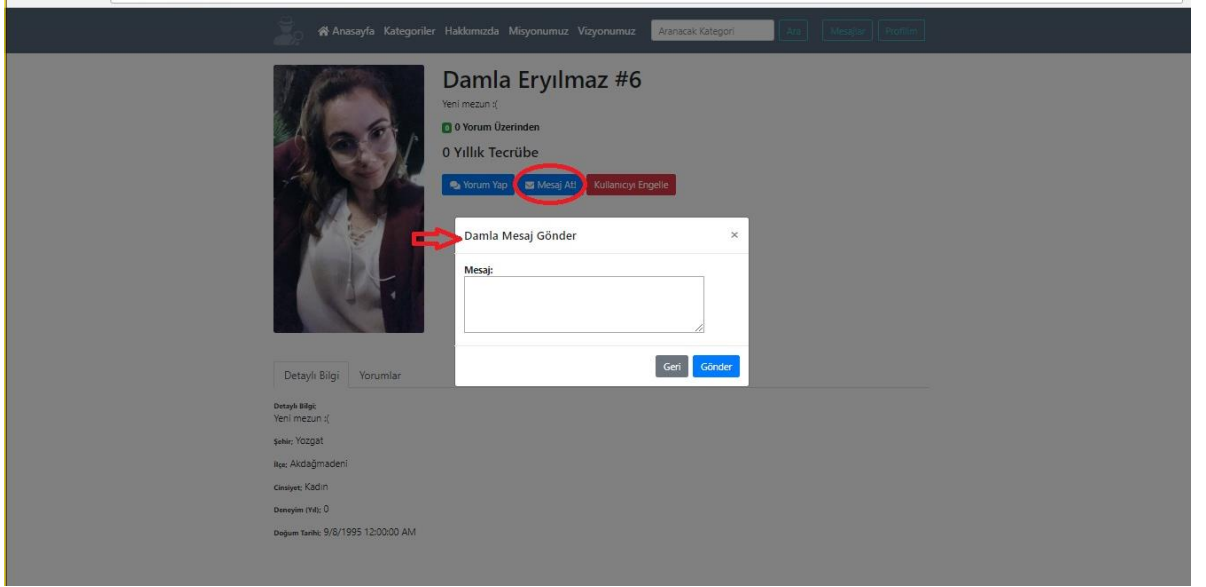 Anasayfa Kategoriler Hakkımızda Misyonumuz Vizyonumuz Aranacak Kategori Ara Mesajlar Profilim
Damla Eryılmaz #6
Yeni mezun :(
0 0 Yorum Üzerinden
0 Yıllık Tecrübe
Yorum Yap Mesaj At! Kullanıcıyı Engelle
Damla Mesaj Gönder ×
Mesaj:
Geri Gönder
Detaylı Bilgi Yorumlar
Detaylı Bilgi;
Yeni mezun :(
Şehir; Yozgat
İlçe; Akdağmadeni
Cinsiyet; Kadın
Deneyim (Yıl); 0
Doğum Tarihi; 9/8/1995 12:00:00 AM